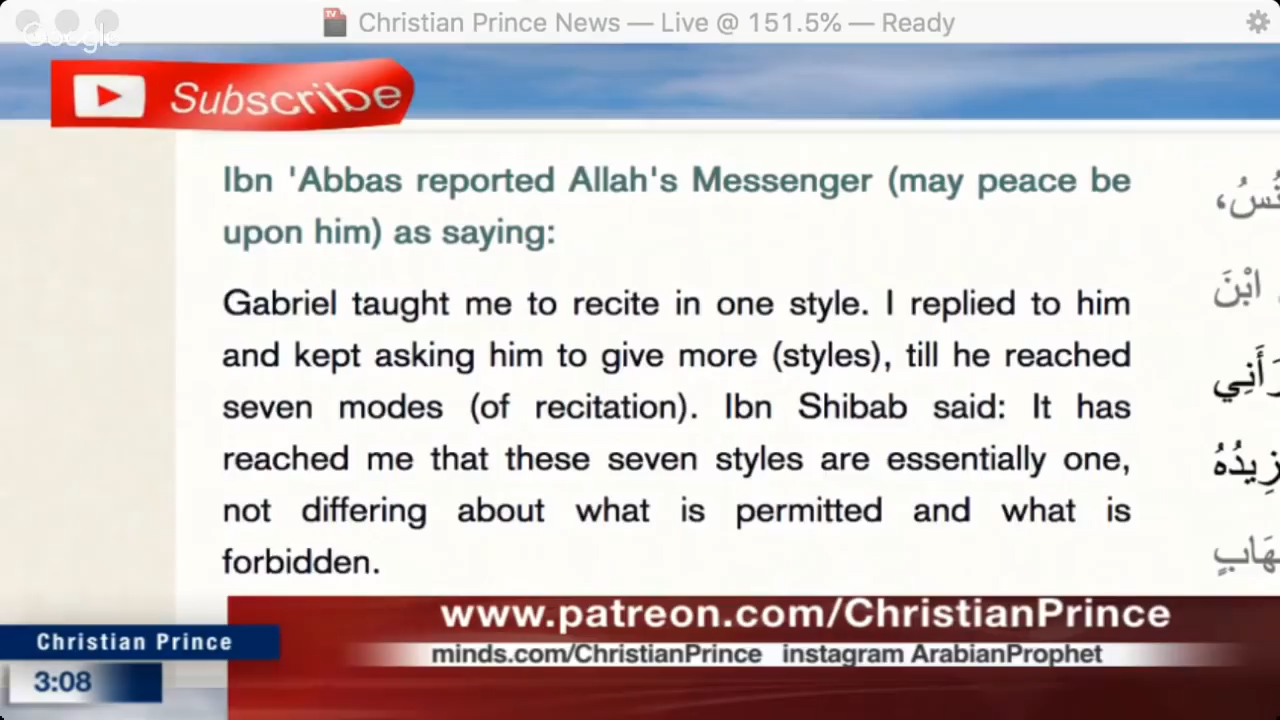 Christian Prince News — Live @ 151.5% — Ready
Google
Subscribe
Ibn 'Abbas reported Allah's Messenger (may peace be
upon him) as saying:
Gabriel taught me to recite in one style. I replied to him
and kept asking him to give more (styles), till he reached
seven modes (of recitation). Ibn Shibab said: It has
reached me that these seven styles are essentially one,
not differing about what is permitted and what is
forbidden.
ابْنَ
www.patreon.com/ChristianPrince
Christian Prince
minds.com/ChristianPrince instagram ArabianProphet
3:08